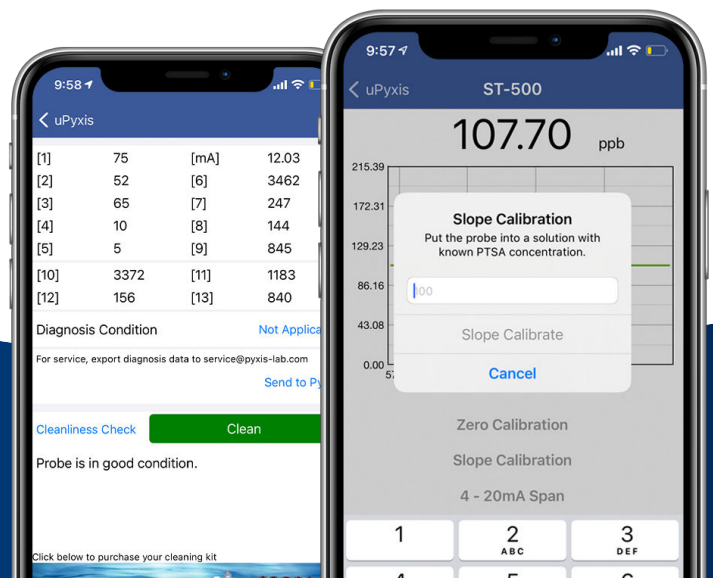 9:58
uPyxis
[1] 75 [mA] 12.03
[2] 52 [6] 3462
[3] 65 [7] 247
[4] 10 [8] 144
[5] 5 [9] 845
[10] 3372 [11] 1183
[12] 156 [13] 840
Diagnosis Condition Not Applica
For service, export diagnosis data to service@pyxis-lab.com
Send to Py
Cleanliness Check Clean
Probe is in good condition.
Click below to purchase your cleaning kit
9:57
uPyxis ST-500
107.70 ppb
215.39
172.31
129.23
86.16
43.08
0.00
Slope Calibration
Put the probe into a solution with
known PTSA concentration.
100
Slope Calibrate
Cancel
Zero Calibration
Slope Calibration
4 - 20mA Span
1 2 3
ABC DEF